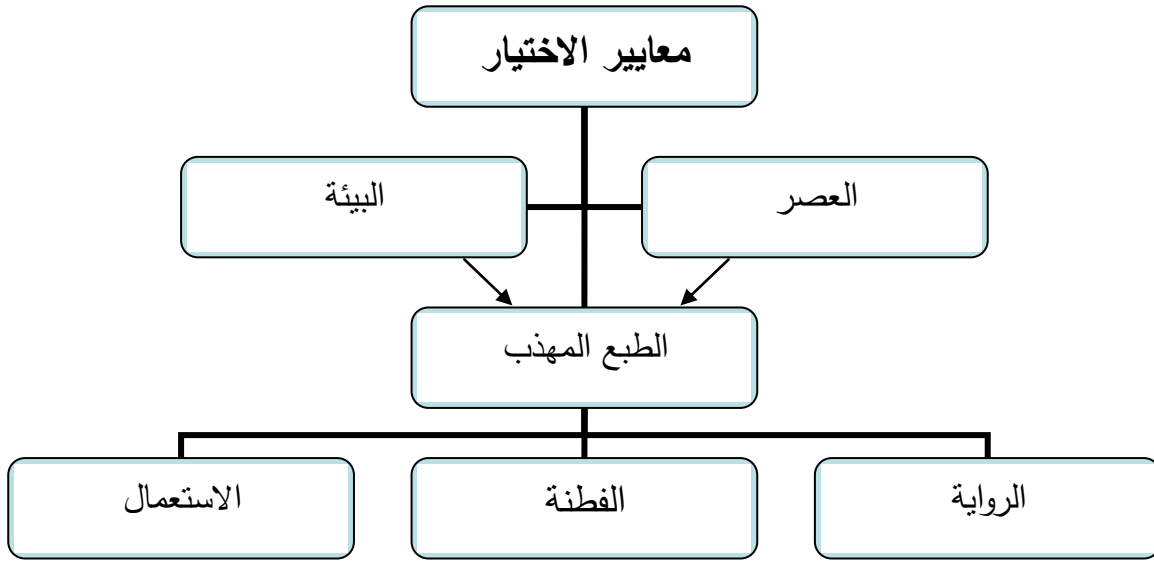 معايير الاختيار
العصر
البيئة
الطبع المهذب
الرواية
الفطنة
الاستعمال